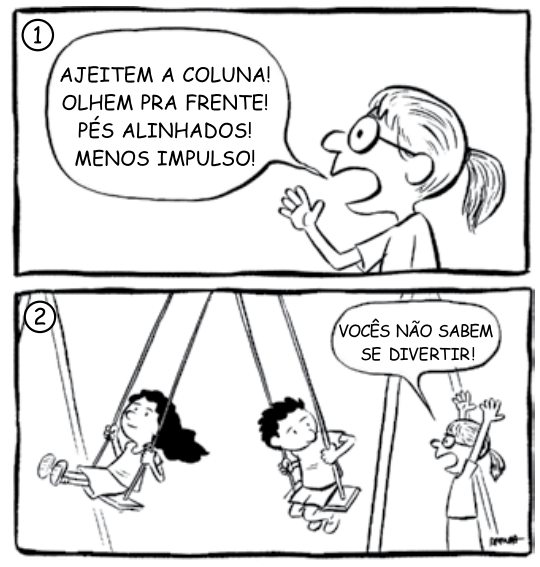 1
AJEITEM A COLUNA!
OLHEM PRA FRENTE!
PÉS ALINHADOS!
MENOS IMPULSO!
2
VOCÊS NÃO SABEM
SE DIVERTIR!